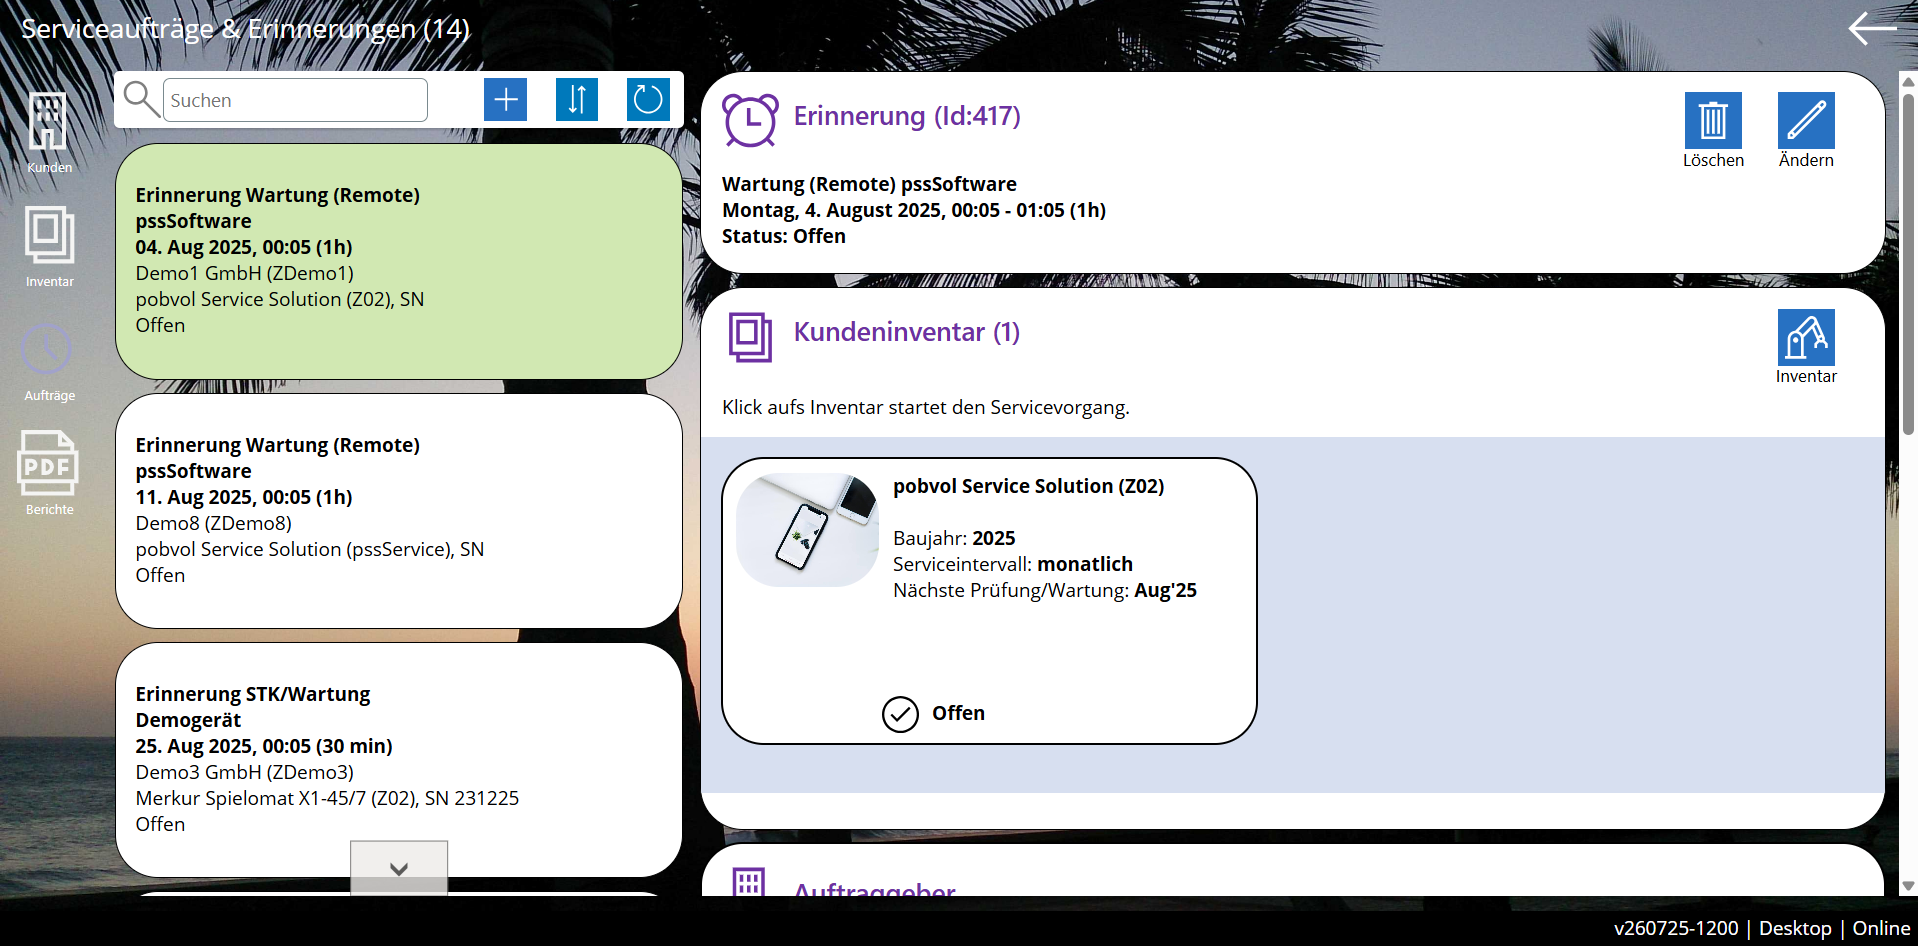 Serviceaufträge & Erinnerungen (14)
Kunden
Inventar
Aufträge
PDF
Berichte
Suchen
Erinnerung Wartung (Remote)
pssSoftware
04. Aug 2025, 00:05 (1h)
Demo1 GmbH (ZDemo1)
pobvol Service Solution (Z02), SN
Offen
Erinnerung Wartung (Remote)
pssSoftware
11. Aug 2025, 00:05 (1h)
Demo8 (ZDemo8)
pobvol Service Solution (pssService), SN
Offen
Erinnerung STK/Wartung
Demogerät
25. Aug 2025, 00:05 (30 min)
Demo3 GmbH (ZDemo3)
Merkur Spielomat X1-45/7 (Z02), SN 231225
Offen
Erinnerung (Id:417)
Löschen
Ändern
Wartung (Remote) pssSoftware
Montag, 4. August 2025, 00:05 - 01:05 (1h)
Status: Offen
Kundeninventar (1)
Inventar
Klick aufs Inventar startet den Servicevorgang.
pobvol Service Solution (Z02)
Baujahr: 2025
Serviceintervall: monatlich
Nächste Prüfung/Wartung: Aug'25
Offen
Auftraggeber
v260725-1200 | Desktop | Online